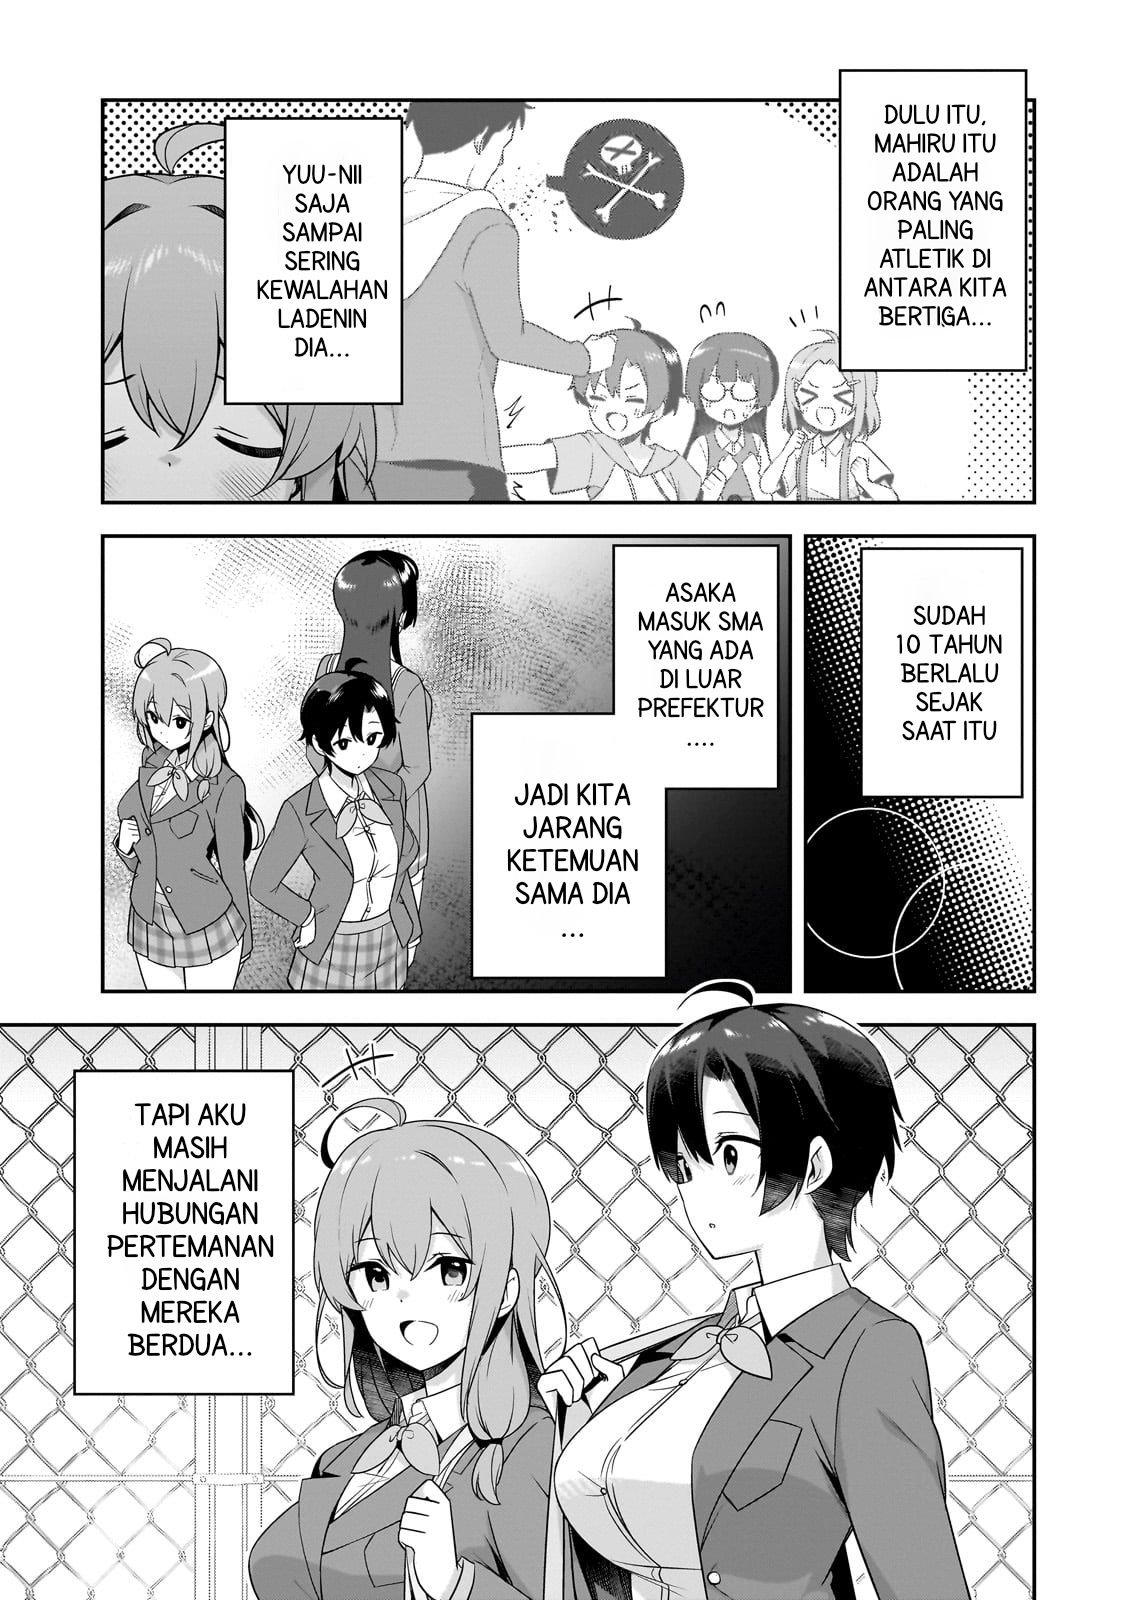 DULU ITU,
MAHIRU ITU
ADALAH
ORANG YANG
PALING
ATLETIK DI
ANTARA KITA
BERTIGA...
YUU-NII
SAJA
SAMPAI
SERING
KEWALAHAN
LADENIN
DIA...
SUDAH
10 TAHUN
BERLALU
SEJAK
SAAT ITU
ASAKA
MASUK SMA
YANG ADA
DI LUAR
PREFEKTUR
....
JADI KITA
JARANG
KETEMUAN
SAMA DIA
...
TAPI AKU
MASIH
MENJALANI
HUBUNGAN
PERTEMANAN
DENGAN
MEREKA
BERDUA...